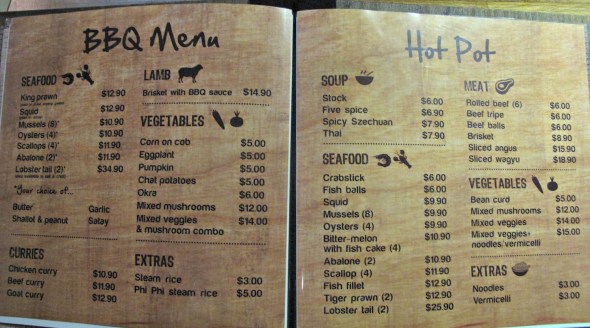 BBQ Menu
SEAFOOD
King prawn $12.90
Squid $12.90
Mussels (8)* $10.90
Oysters (4)* $10.90
Scallops (4)* $11.90
Abalone (2)* $11.90
Lobster tail (2)* $34.90
*Your choice of...
Butter Garlic
Shallot & peanut Satay
CURRIES
Chicken curry $10.90
Beef curry $11.90
Goat curry $12.90
LAMB
Brisket with BBQ sauce $14.90
VEGETABLES
Corn on cob $5.00
Eggplant $5.00
Pumpkin $5.00
Chat potatoes $5.00
Okra $6.00
Mixed mushrooms $12.00
Mixed veggies $14.00
& mushroom combo
EXTRAS
Steam rice $3.00
Phi Phi steam rice $5.00
Hot Pot
SOUP
Stock $6.00
Five spice $6.90
Spicy Szechuan $7.90
Thai $7.90
SEAFOOD
Crabstick $6.00
Fish balls $6.00
Squid $9.90
Mussels (8) $9.90
Oysters (4) $9.90
Bitter-melon $10.90
with fish cake (4)
Abalone (2) $10.90
Scallop (4) $11.90
Fish fillet $12.90
Tiger prawn (2) $12.90
Lobster tail (2) $25.90
MEAT
Rolled beef (6) $6.00
Beef tripe $6.00
Beef balls $6.00
Brisket $8.90
Sliced angus $15.90
Sliced wagyu $18.90
VEGETABLES
Bean curd $5.00
Mixed mushrooms $12.00
Mixed veggies $14.00
Mixed veggies+ $15.00
noodles/vermicelli
EXTRAS
Noodles $3.00
Vermicelli $3.00